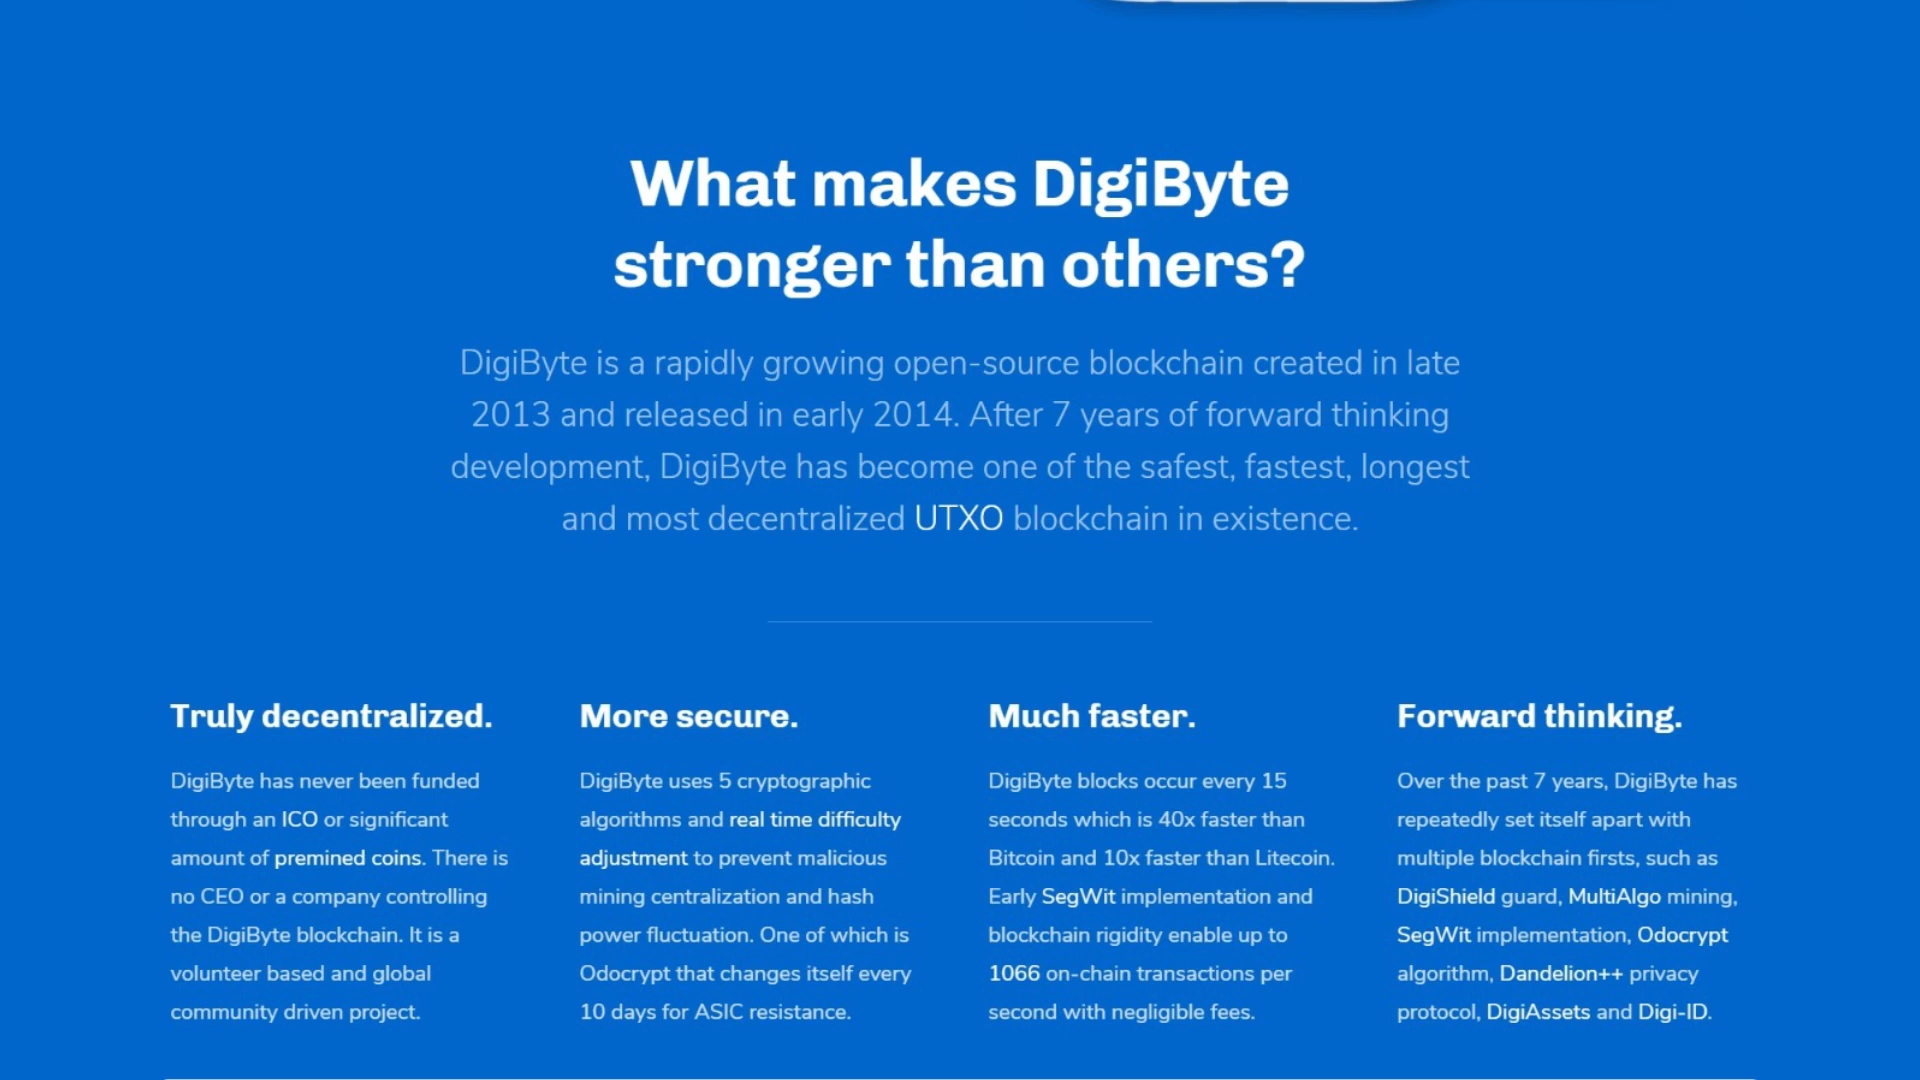 What makes DigiByte
stronger than others?
DigiByte is a rapidly growing open-source blockchain created in late
2013 and released in early 2014. After 7 years of forward thinking
development, DigiByte has become one of the safest, fastest, longest
and most decentralized UTXO blockchain in existence.
Truly decentralized.
DigiByte has never been funded
through an ICO or significant
amount of premined coins. There is
no CEO or a company controlling
the DigiByte blockchain. It is a
volunteer based and global
community driven project.
More secure.
DigiByte uses 5 cryptographic
algorithms and real time difficulty
adjustment to prevent malicious
mining centralization and hash
power fluctuation. One of which is
Odocrypt that changes itself every
10 days for ASIC resistance.
Much faster.
DigiByte blocks occur every 15
seconds which is 40x faster than
Bitcoin and 10x faster than Litecoin.
Early SegWit implementation and
blockchain rigidity enable up to
1066 on-chain transactions per
second with negligible fees.
Forward thinking.
Over the past 7 years, DigiByte has
repeatedly set itself apart with
multiple blockchain firsts, such as
DigiShield guard, MultiAlgo mining,
SegWit implementation, Odocrypt
algorithm, Dandelion++ privacy
protocol, DigiAssets and Digi-ID.